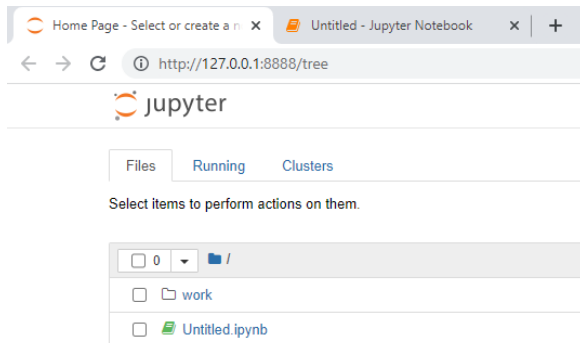 Home Page - Select or create a n Untitled - Jupyter Notebook
http://127.0.0.1:8888/tree
jupyter
Files Running Clusters
Select items to perform actions on them.
0 /
work
Untitled.ipynb